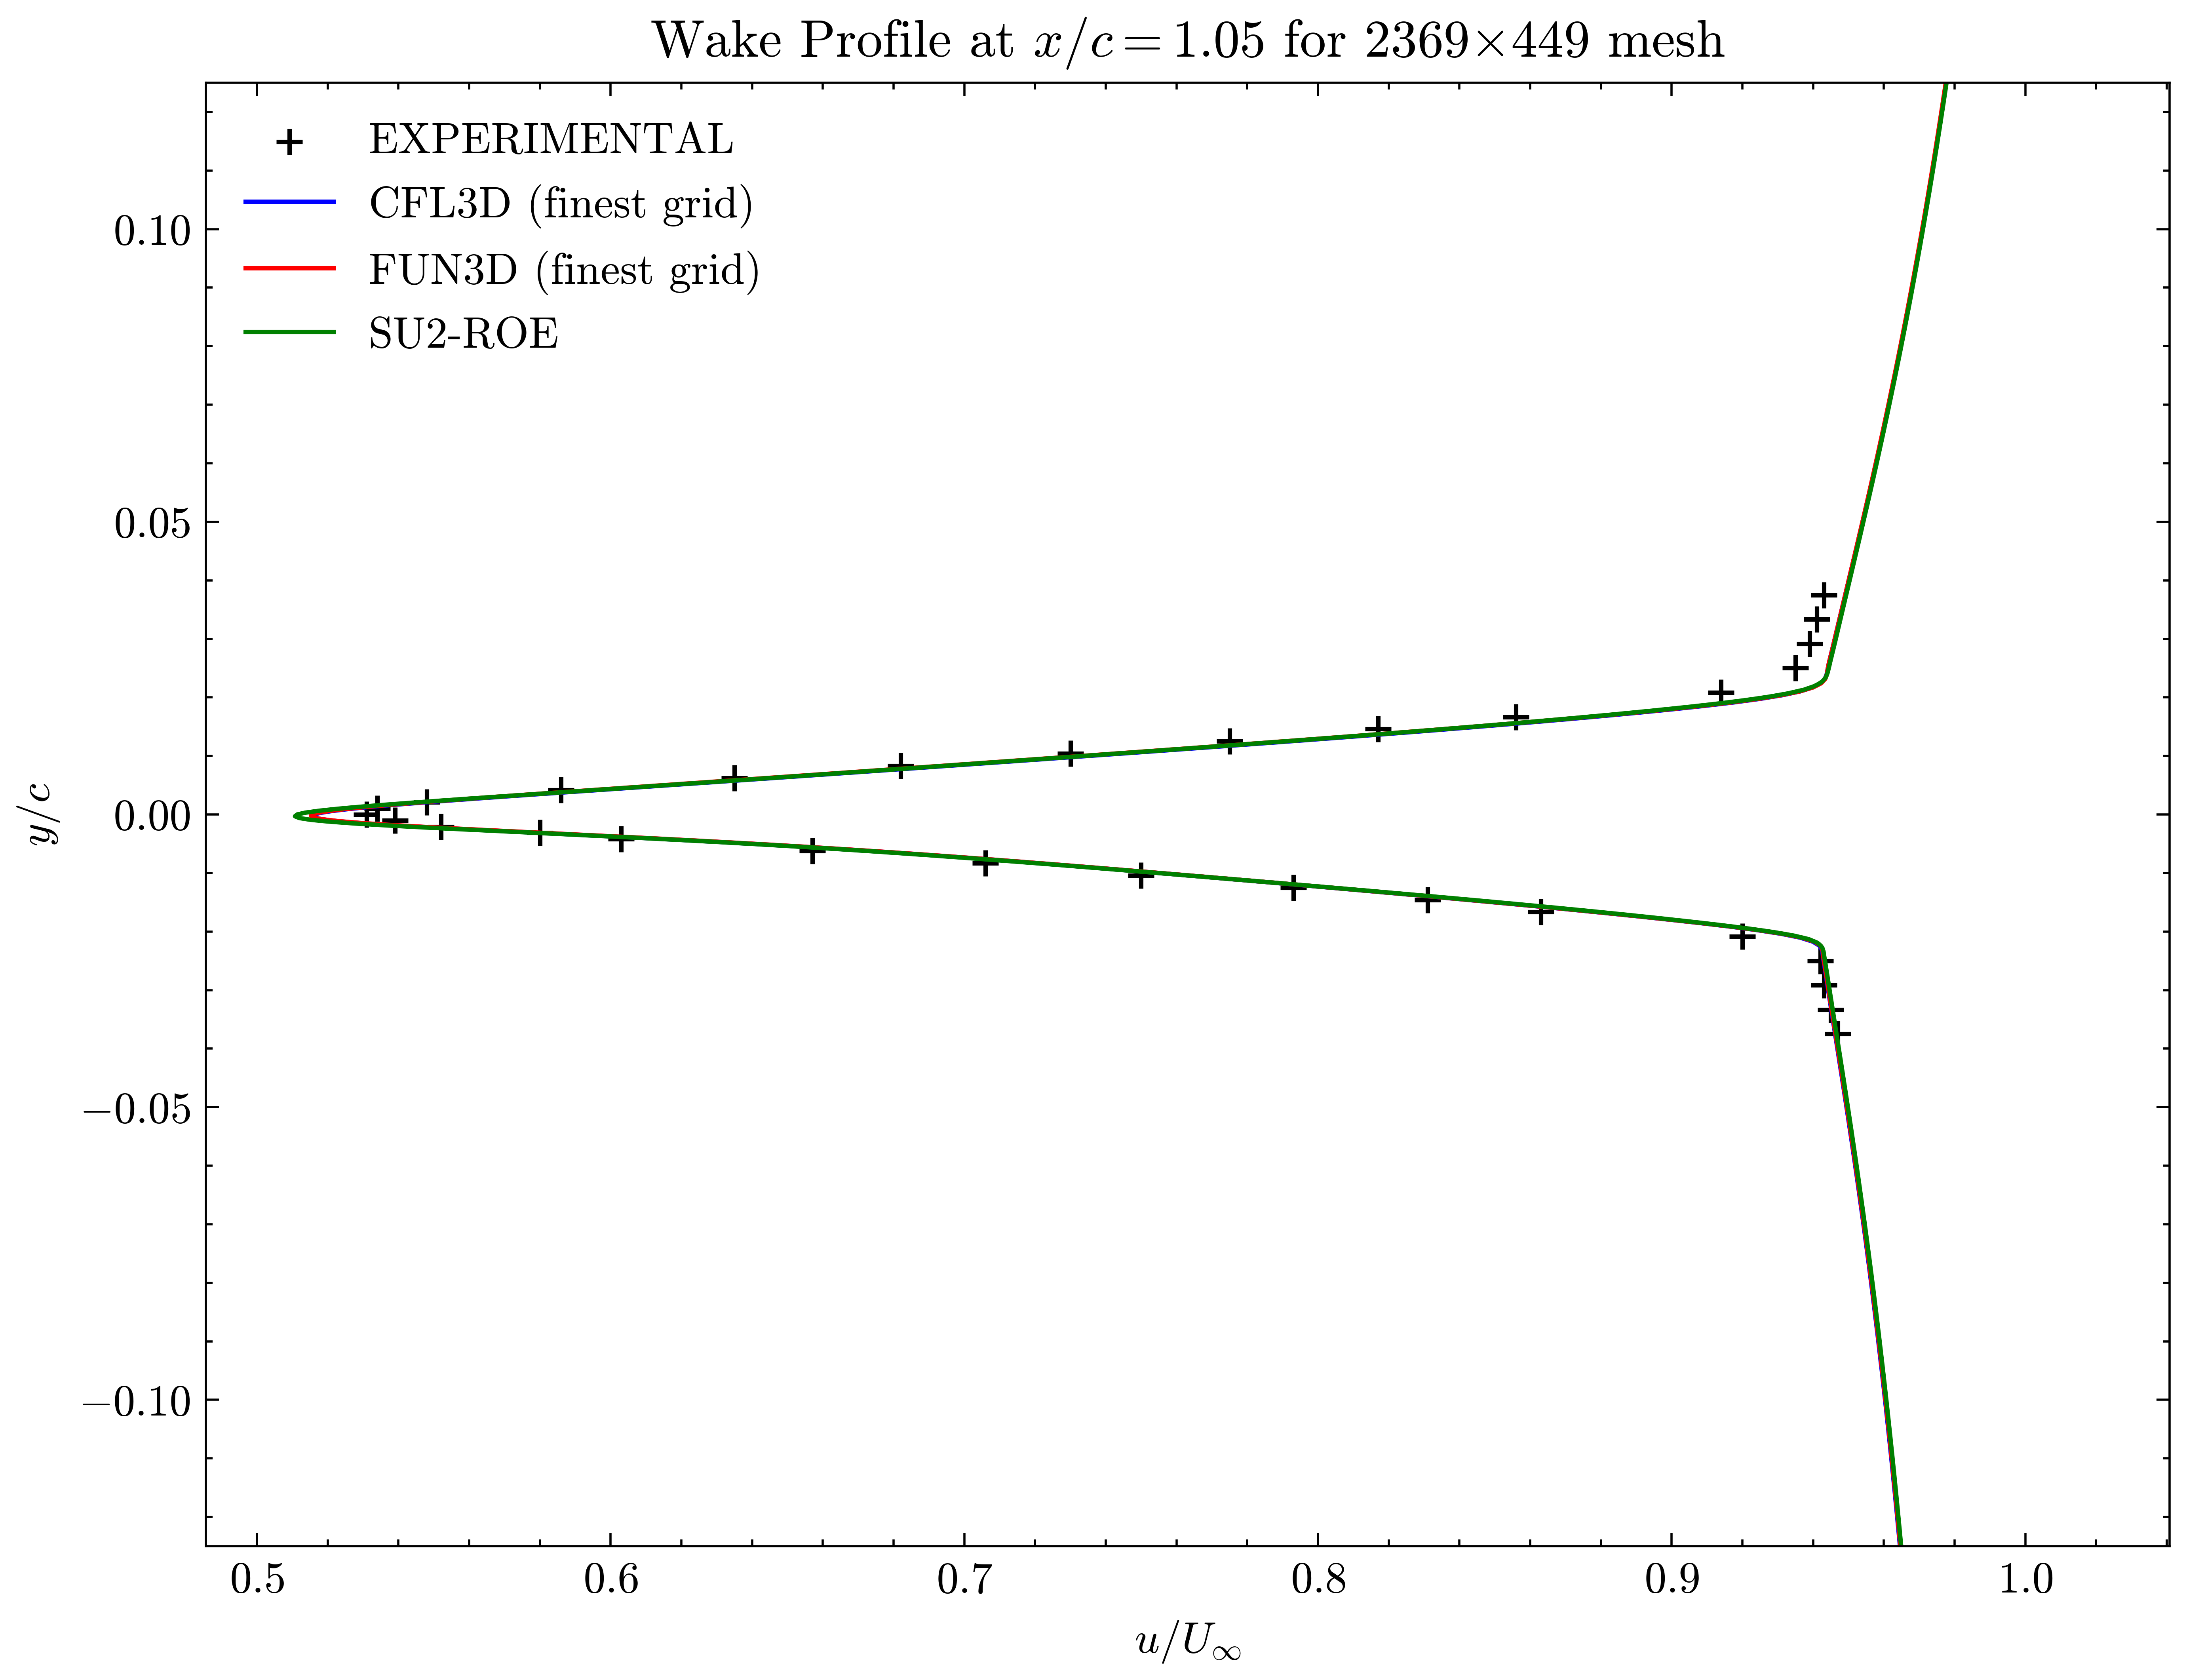 Wake Profile at x/c = 1.05 for 2369×449 mesh
EXPERIMENTAL
CFL3D (finest grid)
FUN3D (finest grid)
SU2-ROE
0.10
0.05
0.00
−0.05
−0.10
y/c
0.5 0.6 0.7 0.8 0.9 1.0
u/U∞